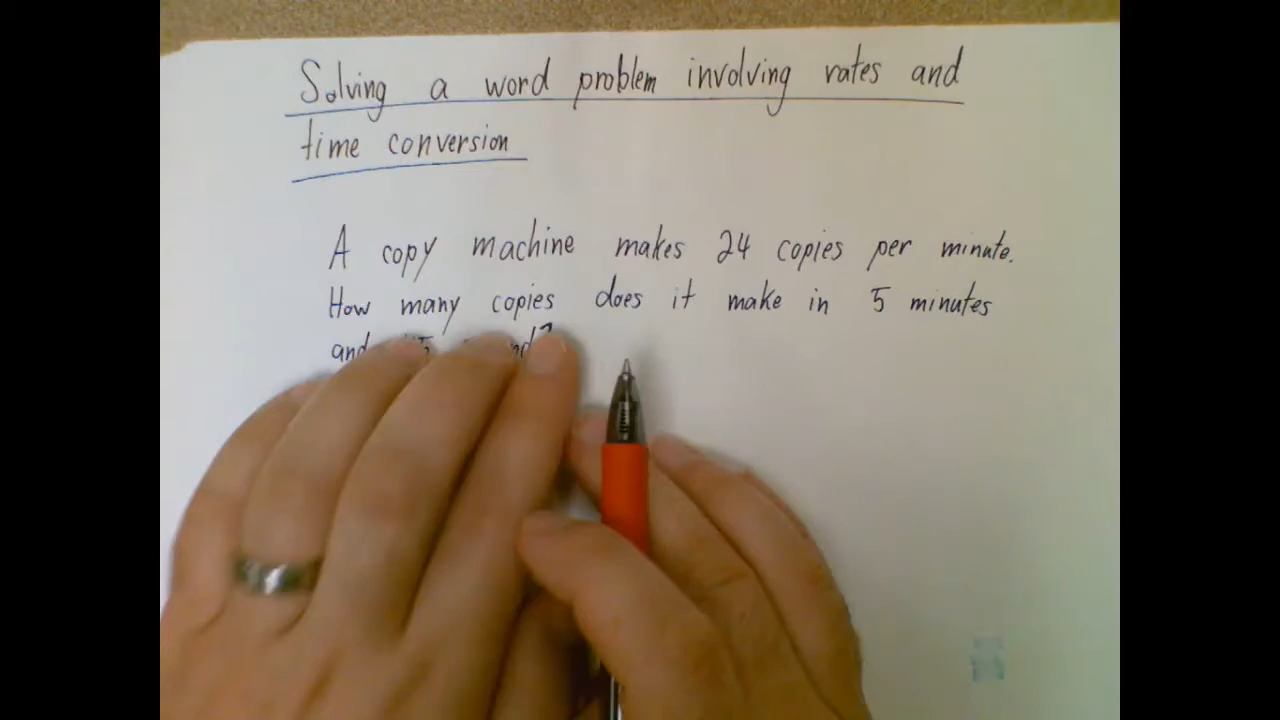 Solving a word problem involving rates and
time conversion
A copy machine makes 24 copies per minute.
How many copies does it make in 5 minutes
and